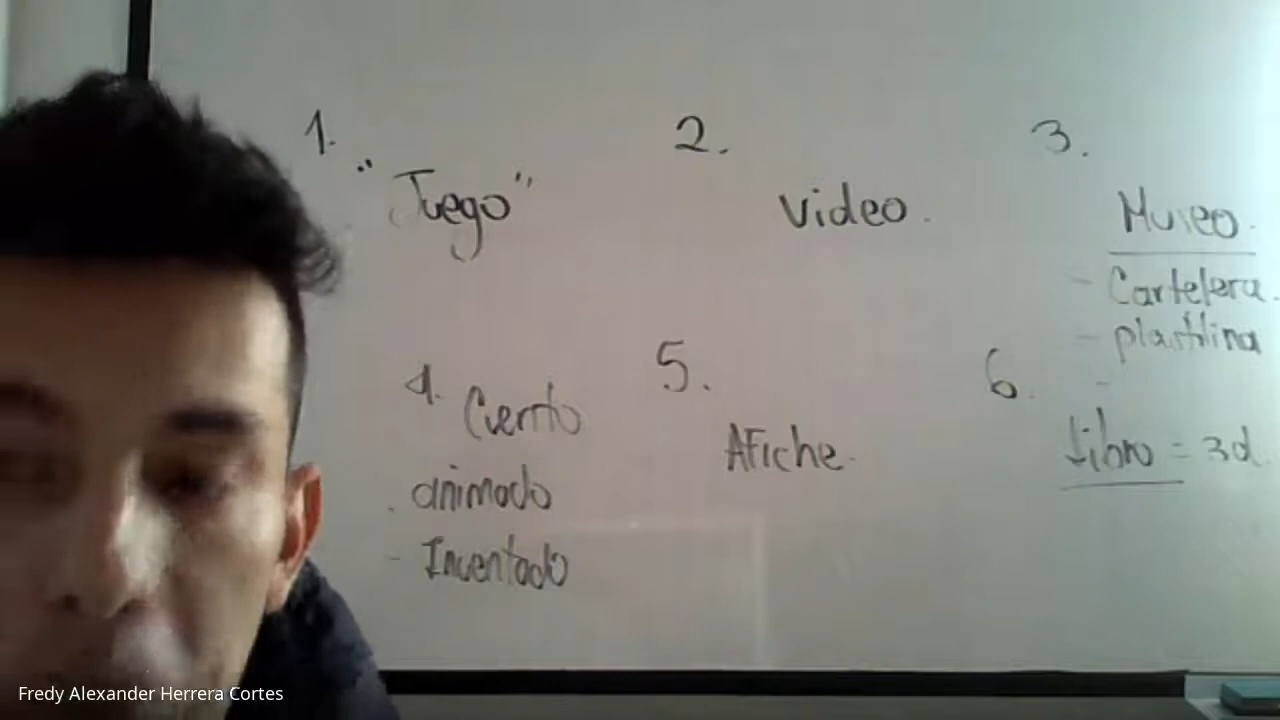 1.
"Juego"
2.
Video.
3.
Museo.
- Cartelera.
- plastilina
-
4. Cuento
. animado
- Inventado
5.
Afiche.
6.
Libro = 3d.
Fredy Alexander Herrera Cortes